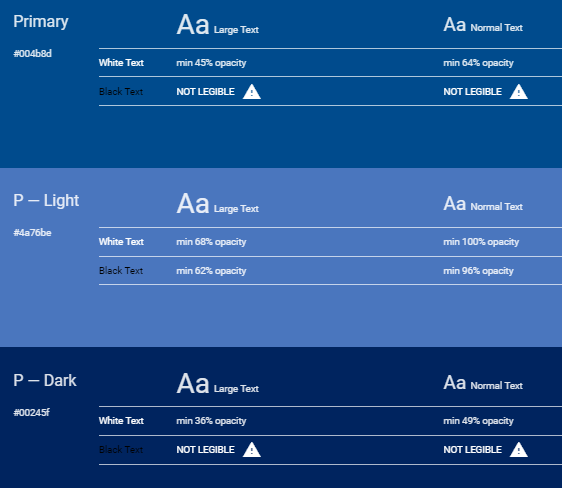 Primary
Aa Large Text
Aa Normal Text
#004b8d
White Text
min 45% opacity
min 64% opacity
Black Text
NOT LEGIBLE
NOT LEGIBLE
P — Light
Aa Large Text
Aa Normal Text
#4a76be
White Text
min 68% opacity
min 100% opacity
Black Text
min 62% opacity
min 96% opacity
P — Dark
Aa Large Text
Aa Normal Text
#00245f
White Text
min 36% opacity
min 49% opacity
Black Text
NOT LEGIBLE
NOT LEGIBLE